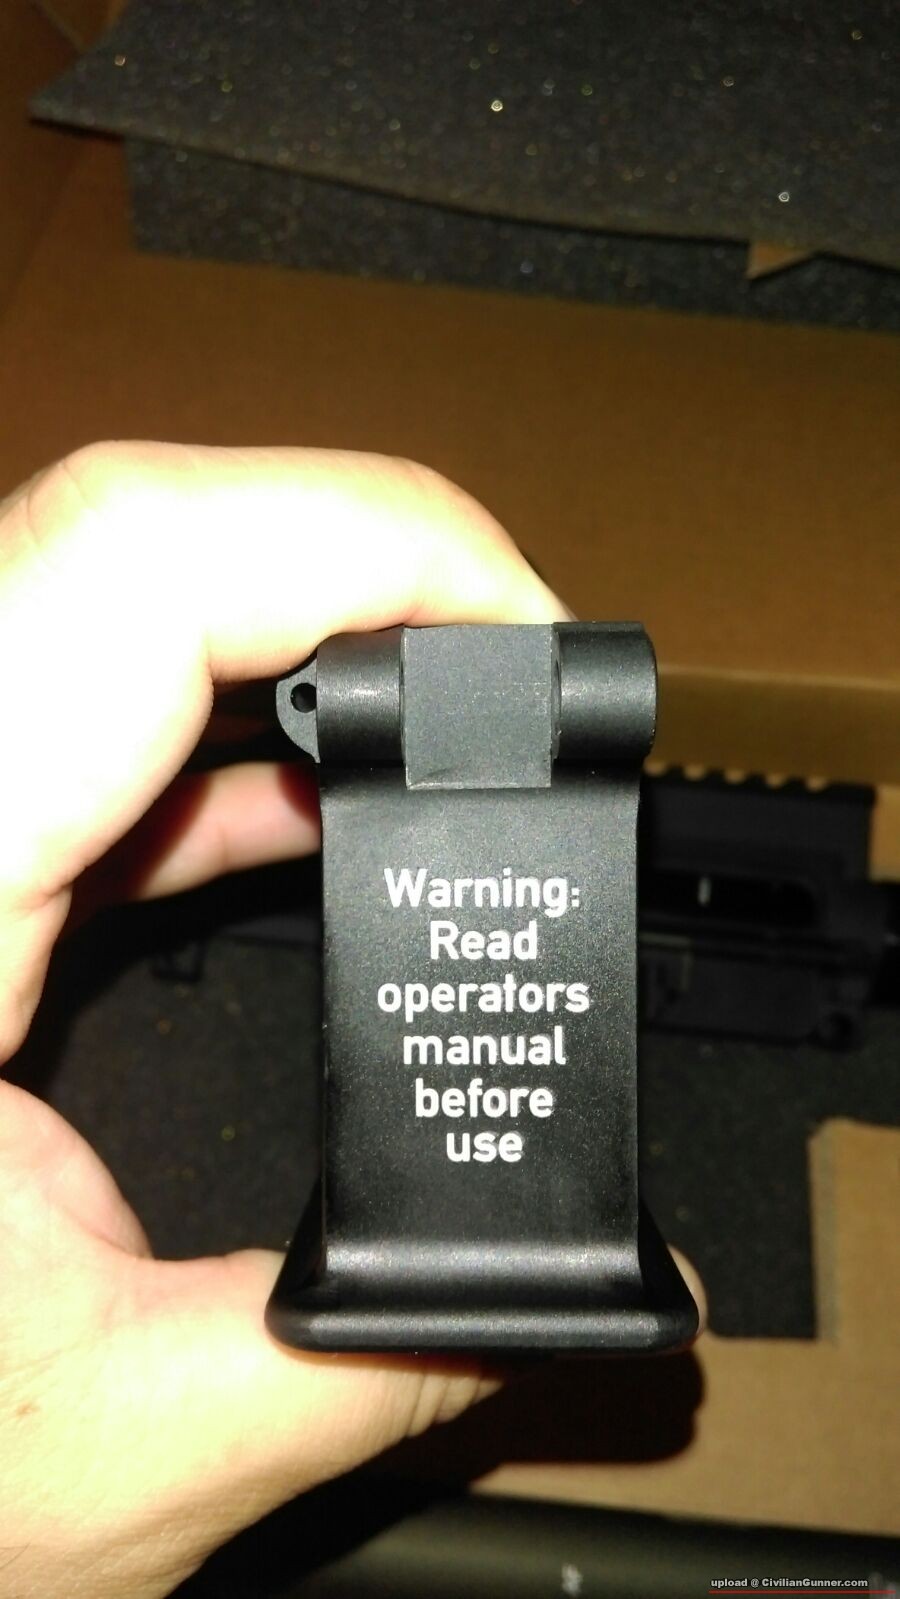 Warning:
Read
operators
manual
before
use
upload @ CivilianGunner.com